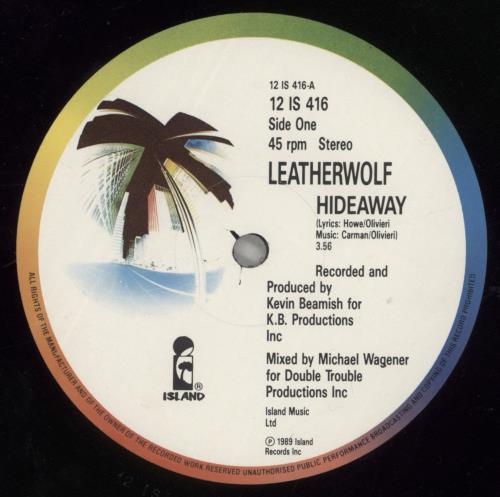 12 IS 416-A
12 IS 416
Side One
45 rpm Stereo
LEATHERWOLF
HIDEAWAY
(Lyrics: Howe/Olivieri
Music: Carman/Olivieri)
3.56
Recorded and
Produced by
Kevin Beamish for
K.B. Productions
Inc
Mixed by Michael Wagener
for Double Trouble
Productions Inc
Island Music
Ltd
℗ 1989 Island
Records Inc
ISLAND®
ALL RIGHTS OF THE MANUFACTURER AND OF THE OWNER OF THE RECORDED WORK RESERVED UNAUTHORISED PUBLIC PERFORMANCE BROADCASTING AND COPYING OF THIS RECORD PROHIBITED